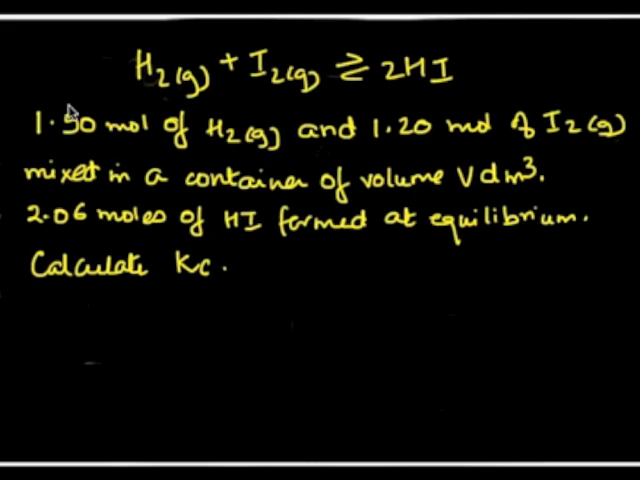 H₂(g) + I₂(g) ⇌ 2HI
1.50 mol of H₂(g) and 1.20 mol of I₂(g)
mixed in a container of volume V dm³.
2.06 moles of HI formed at equilibrium.
Calculate Kc.